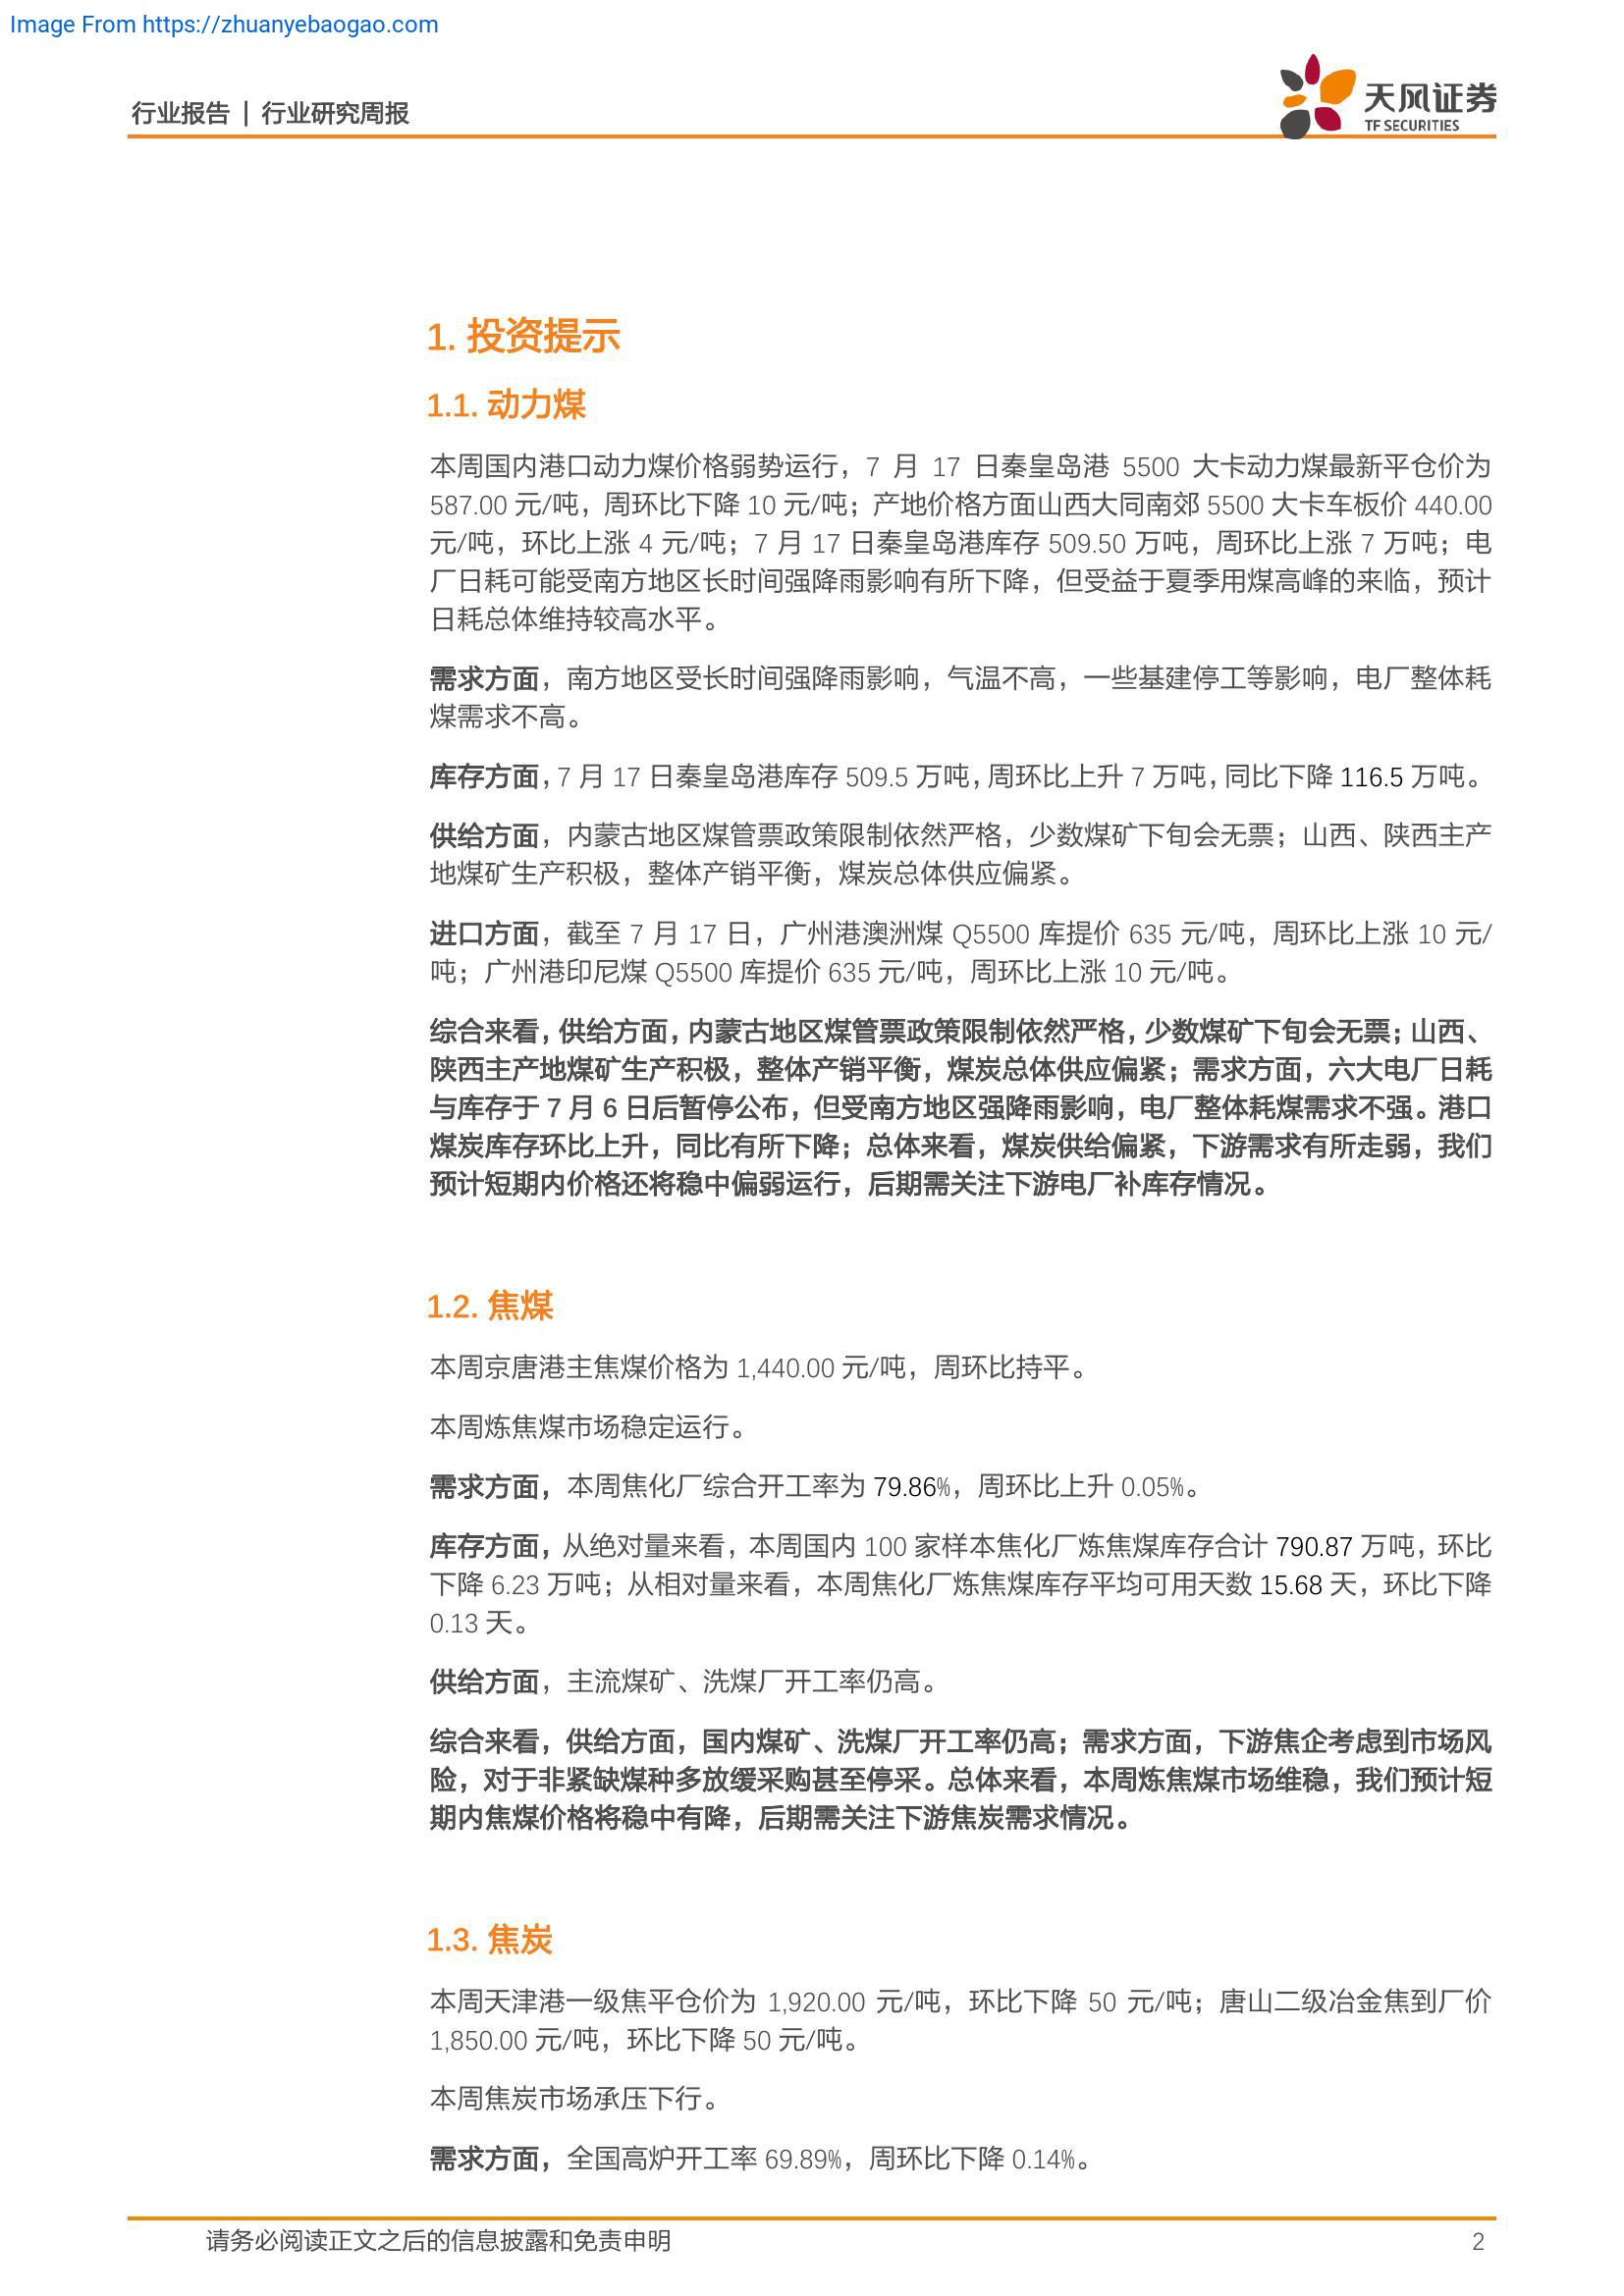 Image From https://zhuanyebaogao.com
行业报告 | 行业研究周报
天风证券
TF SECURITIES
1. 投资提示
1.1. 动力煤
本周国内港口动力煤价格弱势运行，7 月 17 日秦皇岛港 5500 大卡动力煤最新平仓价为
587.00 元/吨，周环比下降 10 元/吨；产地价格方面山西大同南郊 5500 大卡车板价 440.00
元/吨，环比上涨 4 元/吨；7 月 17 日秦皇岛港库存 509.50 万吨，周环比上涨 7 万吨；电
厂日耗可能受南方地区长时间强降雨影响有所下降，但受益于夏季用煤高峰的来临，预计
日耗总体维持较高水平。
需求方面，南方地区受长时间强降雨影响，气温不高，一些基建停工等影响，电厂整体耗
煤需求不高。
库存方面，7 月 17 日秦皇岛港库存 509.5 万吨，周环比上升 7 万吨，同比下降 116.5 万吨。
供给方面，内蒙古地区煤管票政策限制依然严格，少数煤矿下旬会无票；山西、陕西主产
地煤矿生产积极，整体产销平衡，煤炭总体供应偏紧。
进口方面，截至 7 月 17 日，广州港澳洲煤 Q5500 库提价 635 元/吨，周环比上涨 10 元/
吨；广州港印尼煤 Q5500 库提价 635 元/吨，周环比上涨 10 元/吨。
综合来看，供给方面，内蒙古地区煤管票政策限制依然严格，少数煤矿下旬会无票；山西、
陕西主产地煤矿生产积极，整体产销平衡，煤炭总体供应偏紧；需求方面，六大电厂日耗
与库存于 7 月 6 日后暂停公布，但受南方地区强降雨影响，电厂整体耗煤需求不强。港口
煤炭库存环比上升，同比有所下降；总体来看，煤炭供给偏紧，下游需求有所走弱，我们
预计短期内价格还将稳中偏弱运行，后期需关注下游电厂补库存情况。
1.2. 焦煤
本周京唐港主焦煤价格为 1,440.00 元/吨，周环比持平。
本周炼焦煤市场稳定运行。
需求方面，本周焦化厂综合开工率为 79.86%，周环比上升 0.05%。
库存方面，从绝对量来看，本周国内 100 家样本焦化厂炼焦煤库存合计 790.87 万吨，环比
下降 6.23 万吨；从相对量来看，本周焦化厂炼焦煤库存平均可用天数 15.68 天，环比下降
0.13 天。
供给方面，主流煤矿、洗煤厂开工率仍高。
综合来看，供给方面，国内煤矿、洗煤厂开工率仍高；需求方面，下游焦企考虑到市场风
险，对于非紧缺煤种多放缓采购甚至停采。总体来看，本周炼焦煤市场维稳，我们预计短
期内焦煤价格将稳中有降，后期需关注下游焦炭需求情况。
1.3. 焦炭
本周天津港一级焦平仓价为 1,920.00 元/吨，环比下降 50 元/吨；唐山二级冶金焦到厂价
1,850.00 元/吨，环比下降 50 元/吨。
本周焦炭市场承压下行。
需求方面，全国高炉开工率 69.89%，周环比下降 0.14%。
请务必阅读正文之后的信息披露和免责申明
2